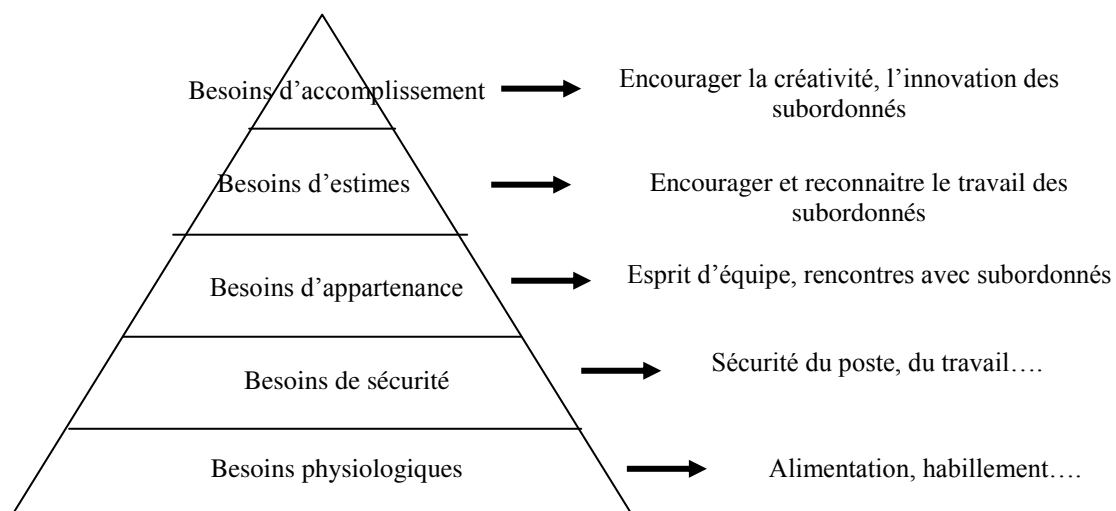 Besoins d’accomplissement
Encourager la créativité, l’innovation des
subordonnés
Besoins d’estimes
Encourager et reconnaitre le travail des
subordonnés
Besoins d’appartenance
Esprit d’équipe, rencontres avec subordonnés
Besoins de sécurité
Sécurité du poste, du travail….
Besoins physiologiques
Alimentation, habillement….